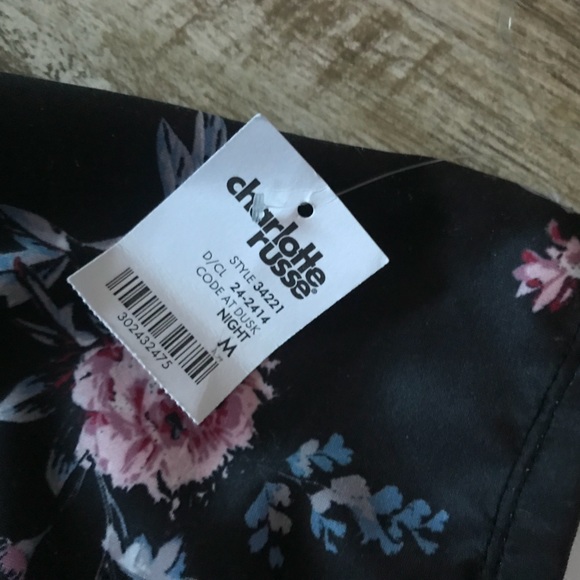 charlotte
russe®
STYLE 34221
D/CL 24-2414
CODE AT DUSK
NIGHT
M
302432475